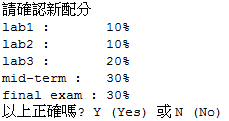 請確認新配分
lab1 :      10%
lab2 :      10%
lab3 :      20%
mid-term :  30%
final exam : 30%
以上正確嗎? Y (Yes) 或 N (No)